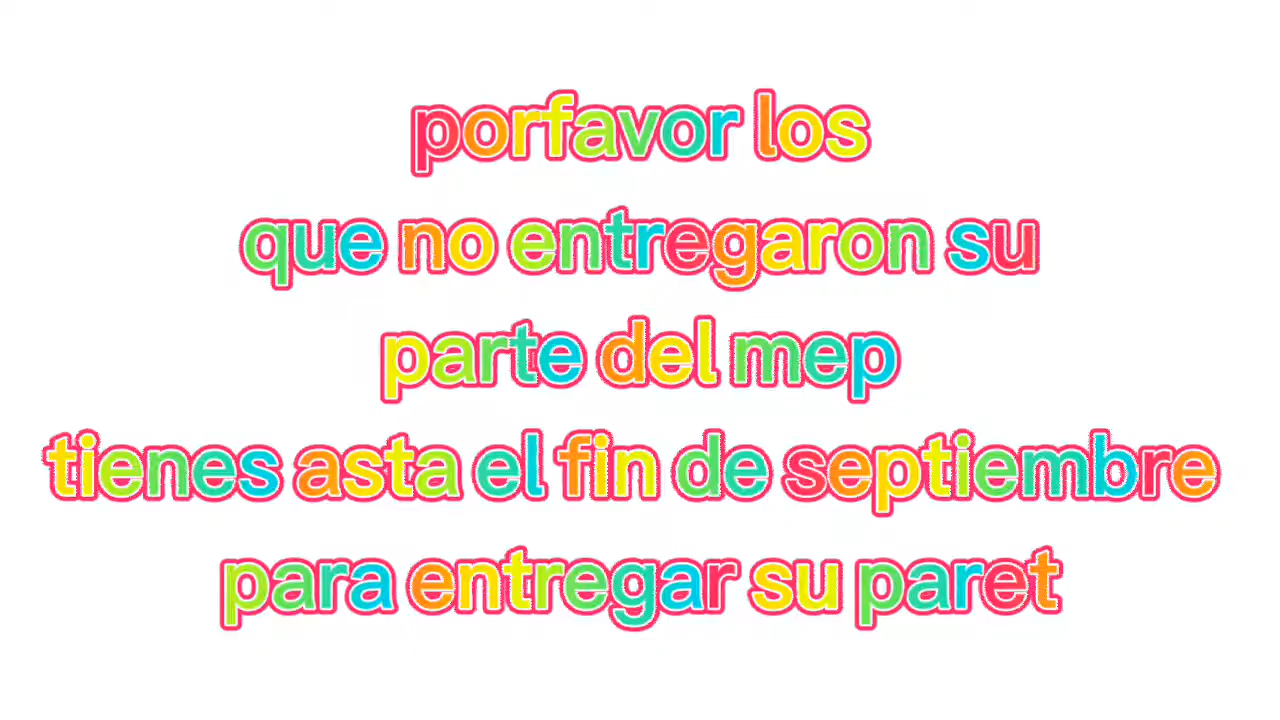 porfavor los
que no entregaron su
parte del mep
tienes asta el fin de septiembre
para entregar su paret